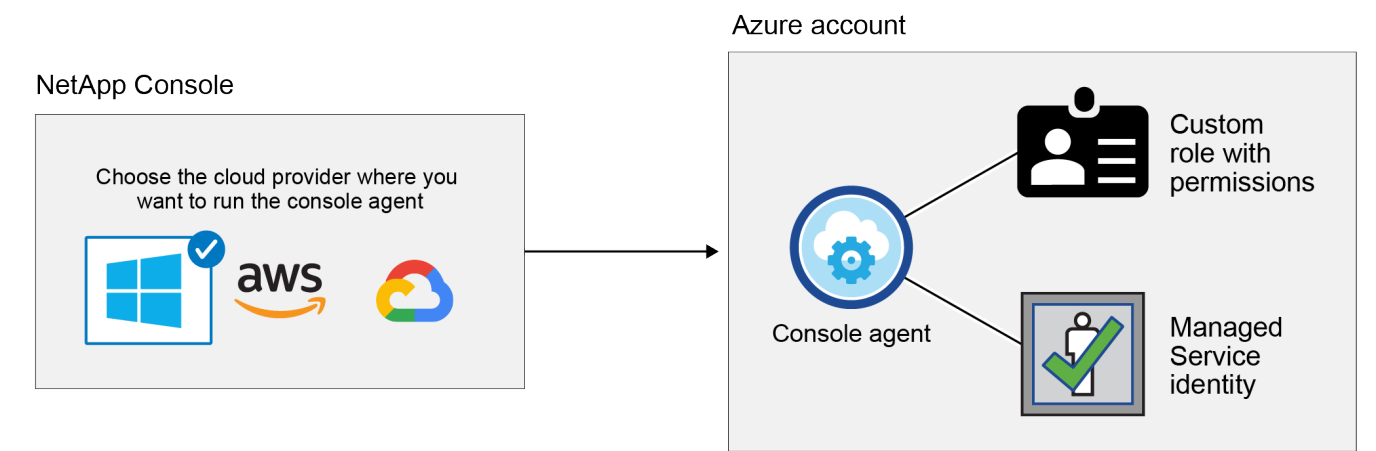 Azure account
NetApp Console
Choose the cloud provider where you
want to run the console agent
aws
Console agent
Custom
role with
permissions
Managed
Service
identity